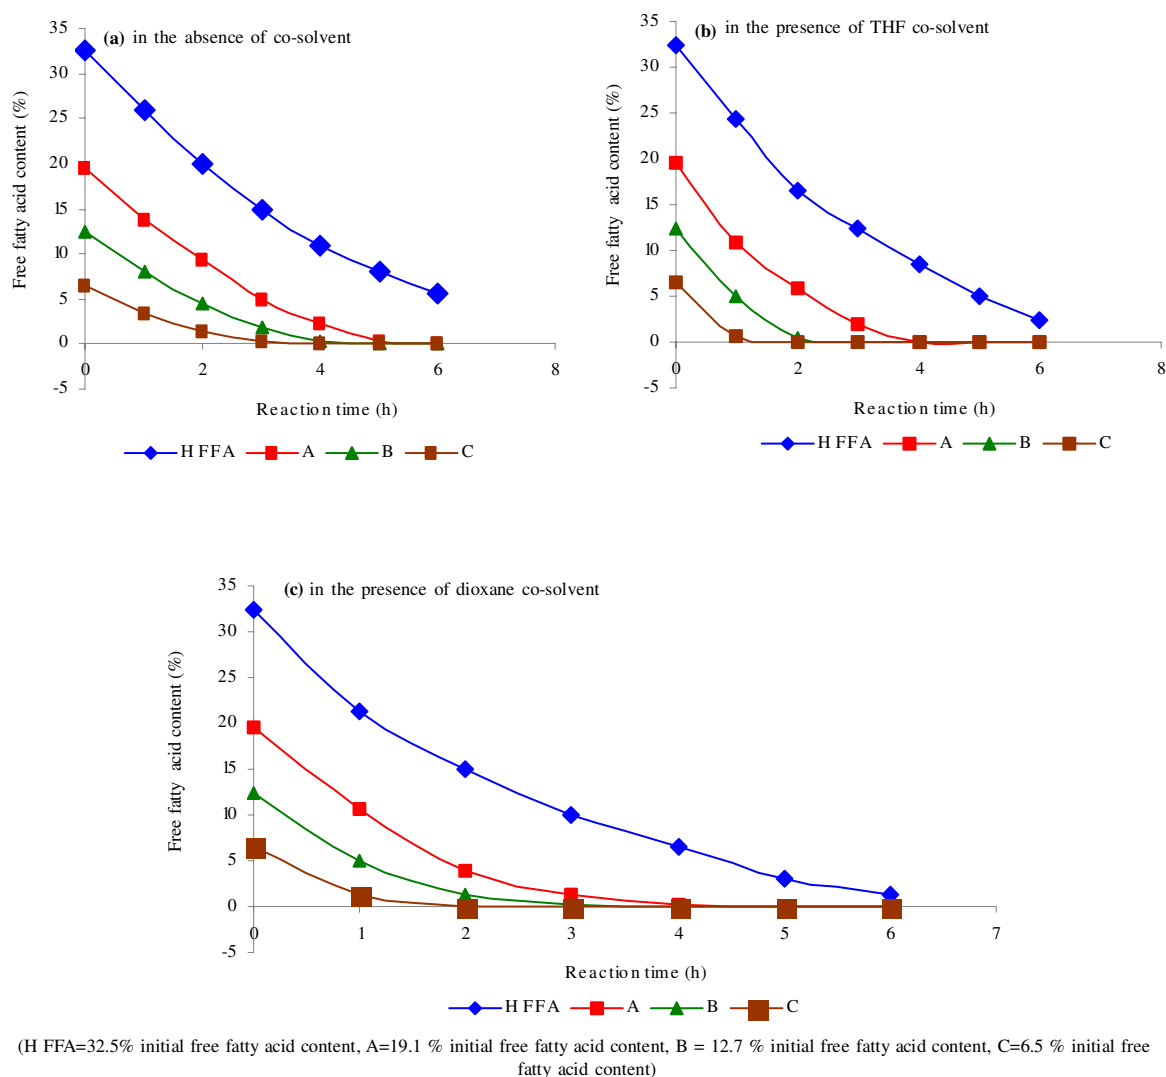 (a) in the absence of co-solvent
Free fatty acid content (%)
35
30
25
20
15
10
5
0
-5
0 2 4 6 8
Reaction time (h)
H FFA A B C
(b) in the presence of THF co-solvent
Free fatty acid content (%)
35
30
25
20
15
10
5
0
-5
0 2 4 6 8
Reaction time (h)
H FFA A B C
(c) in the presence of dioxane co-solvent
Free fatty acid content (%)
35
30
25
20
15
10
5
0
-5
0 1 2 3 4 5 6 7
Reaction time (h)
H FFA A B C
(H FFA=32.5% initial free fatty acid content, A=19.1 % initial free fatty acid content, B = 12.7 % initial free fatty acid content, C=6.5 % initial free
fatty acid content)